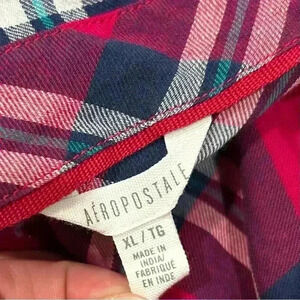 AÉROPOSTALE
XL / TG
MADE IN
INDIA/
FABRIQUÉ
EN INDE